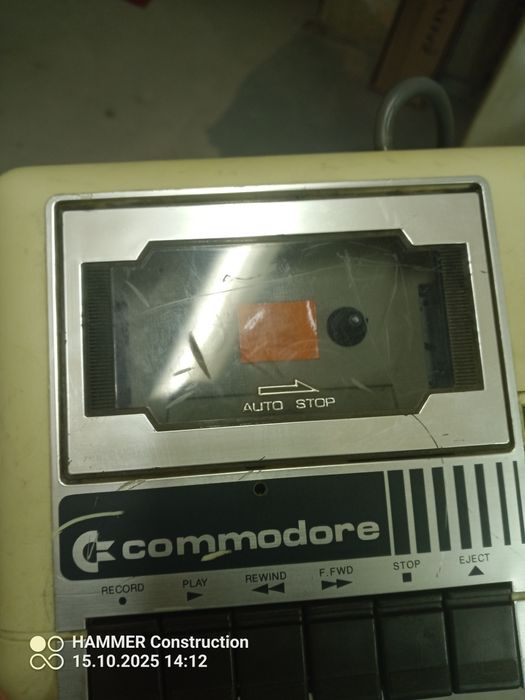 AUTO STOP
commodore
RECORD PLAY REWIND F.FWD STOP EJECT
HAMMER Construction
15.10.2025 14:12